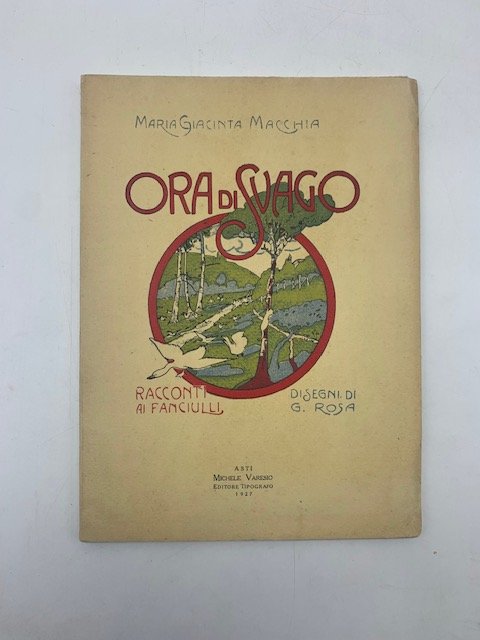 MARIA GIACINTA MACCHIA
ORA DI SVAGO
RACCONTI
AI FANCIULLI
DISEGNI DI
G. ROSA
ASTI
MICHELE VARESIO
EDITORE TIPOGRAFO
1927